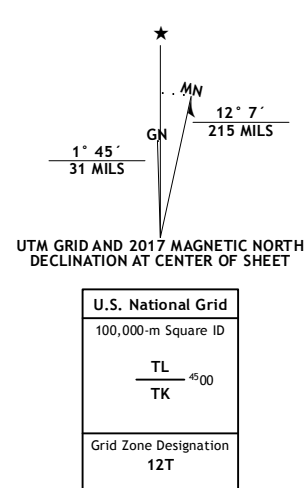 ★
MN
GN
12° 7´
215 MILS
1° 45´
31 MILS
UTM GRID AND 2017 MAGNETIC NORTH
DECLINATION AT CENTER OF SHEET
U.S. National Grid
100,000-m Square ID
TL
4500
TK
Grid Zone Designation
12T